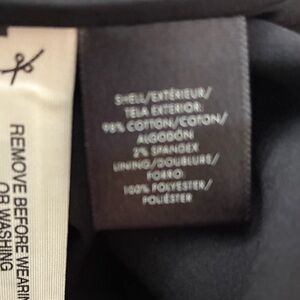 SHELL/EXTÉRIEUR/
TELA EXTERIOR:
98% COTTON/COTON/
ALGODÓN
2% SPANDEX
LINING/DOUBLURE/
FORRO:
100% POLYESTER/
POLIÉSTER
REMOVE BEFORE WEARIN
OR WASHING